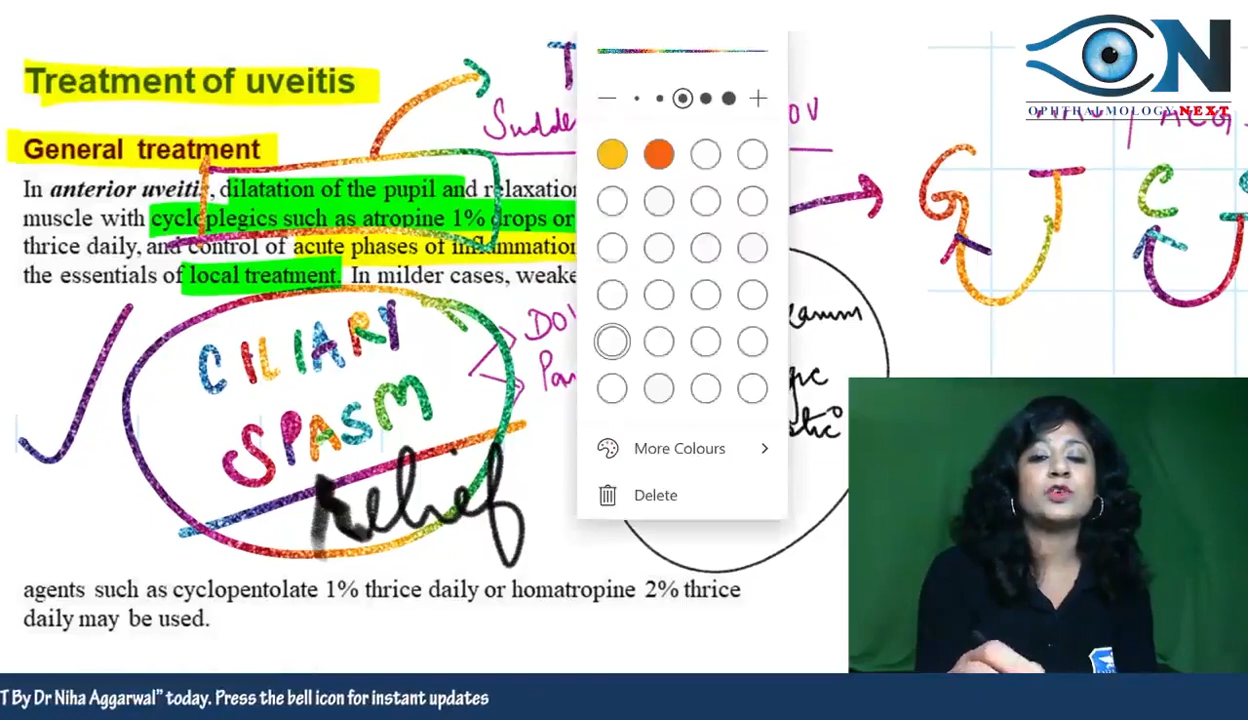 Treatment of uveitis
General treatment
In anterior uveitis, dilatation of the pupil and relaxation
muscle with cycloplegics such as atropine 1% drops or
thrice daily, and control of acute phases of inflammation
the essentials of local treatment. In milder cases, weake
Sudde
OV
CILIARY
SPASM
relief
DOV
More Colours
Delete
agents such as cyclopentolate 1% thrice daily or homatropine 2% thrice
daily may be used.
ON
OPHTHALMOLOGY NEXT
T By Dr Niha Aggarwal" today. Press the bell icon for instant updates